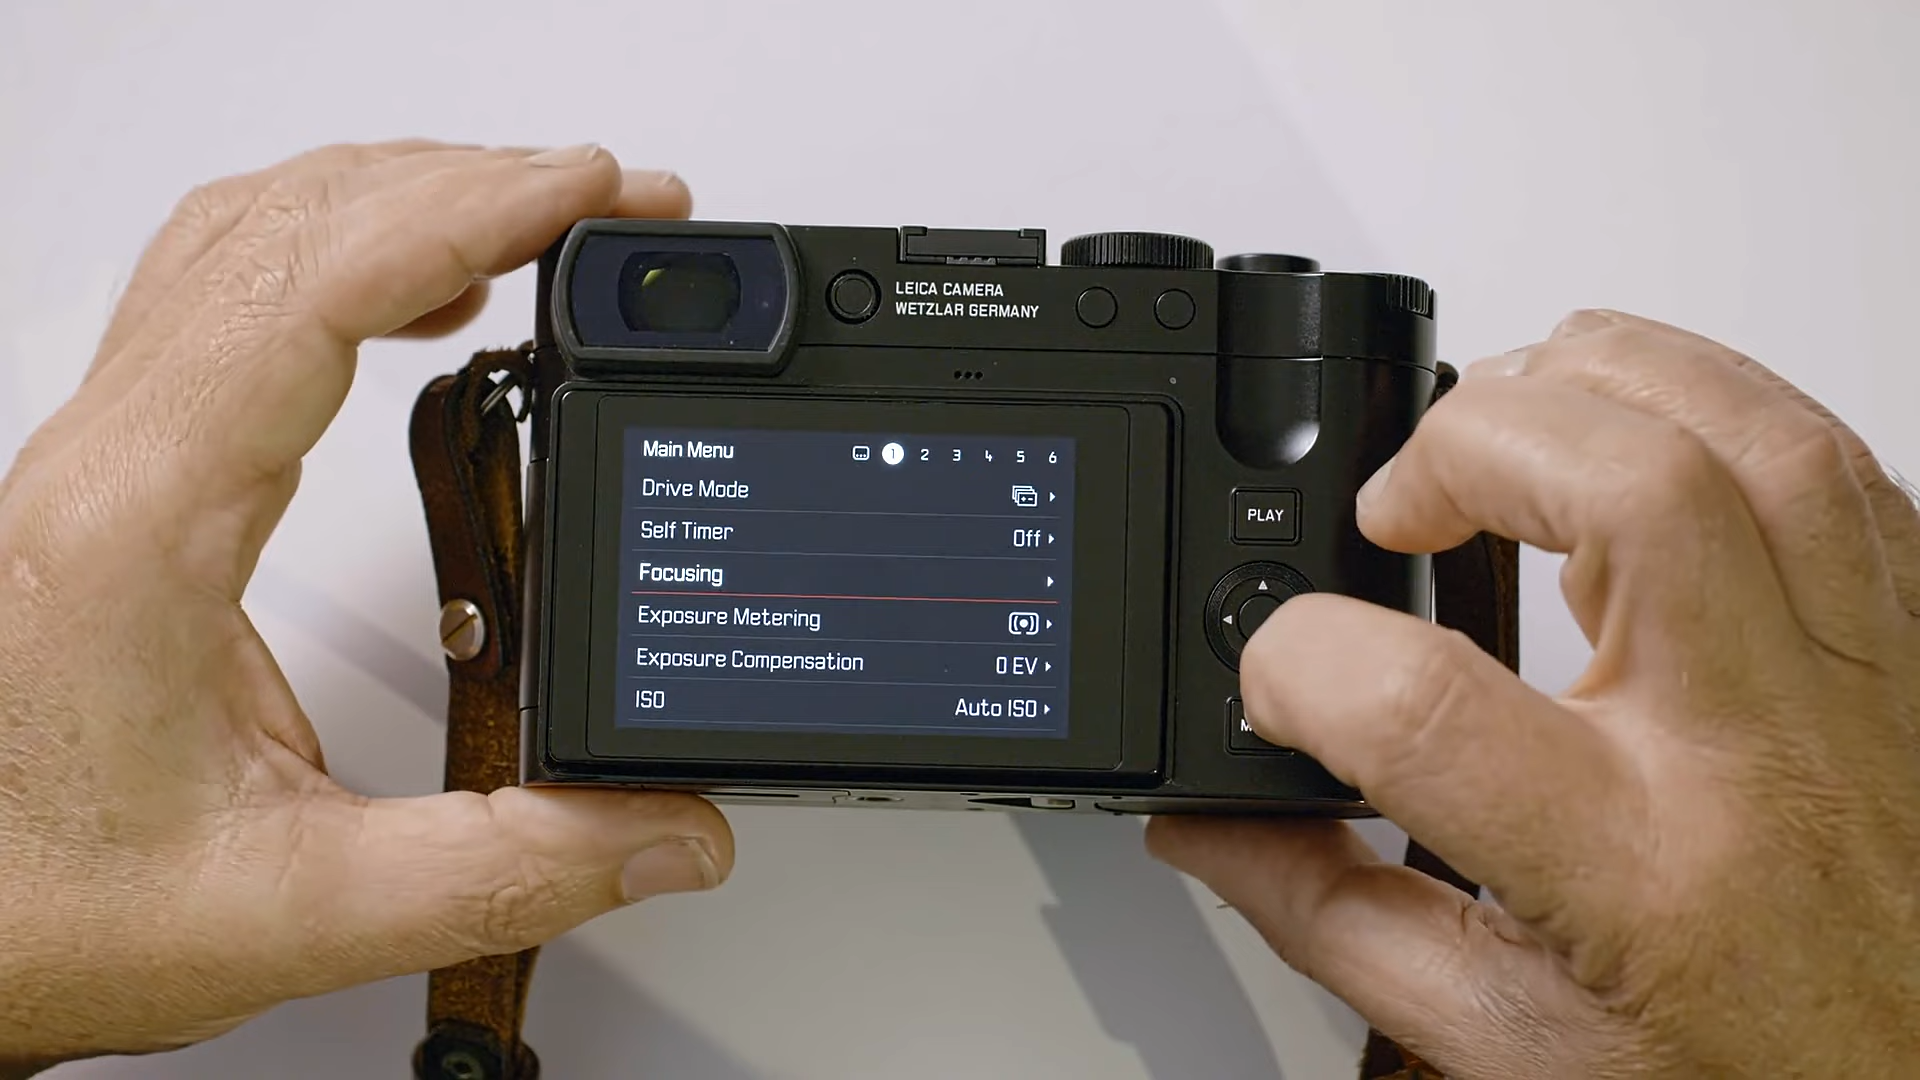 LEICA CAMERA
WETZLAR GERMANY
Main Menu 1 2 3 4 5 6
Drive Mode
Self Timer Off
Focusing
Exposure Metering
Exposure Compensation 0 EV
ISO Auto ISO
PLAY